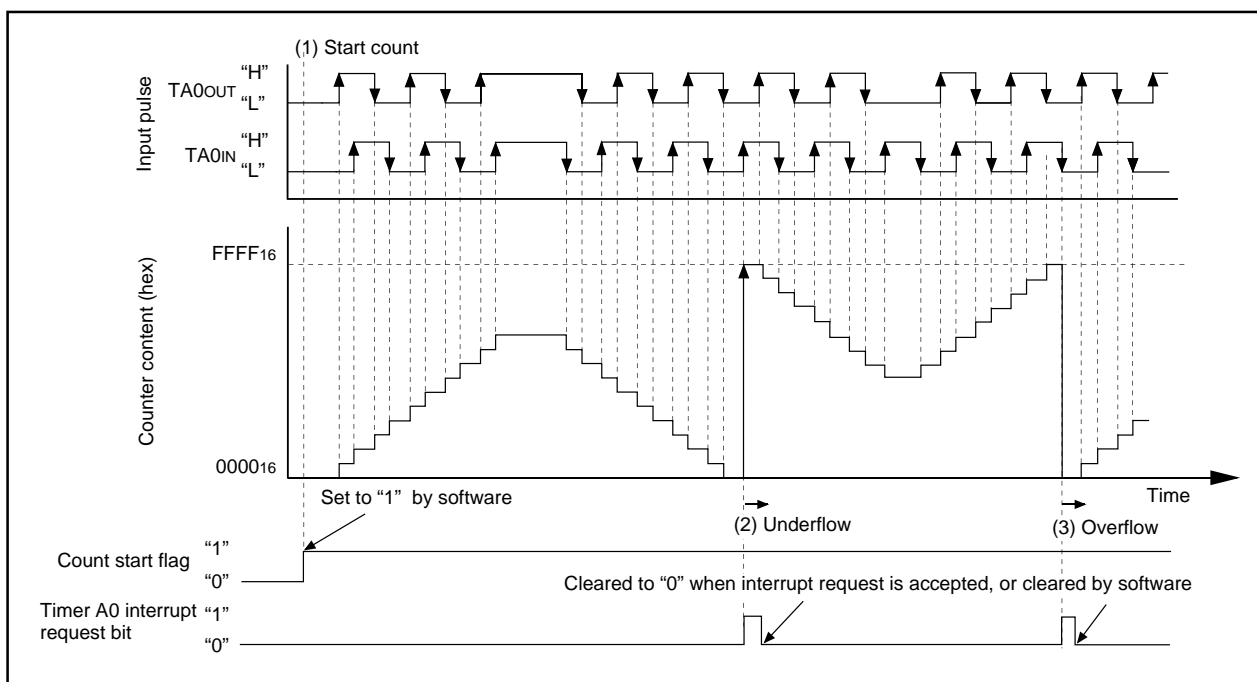 (1) Start count
Input pulse
TA0OUT
“H”
“L”
TA0IN
“H”
“L”
Counter content (hex)
FFFF16
000016
Time
Set to “1” by software
(2) Underflow
(3) Overflow
Count start flag
“1”
“0”
Cleared to “0” when interrupt request is accepted, or cleared by software
Timer A0 interrupt
request bit
“1”
“0”